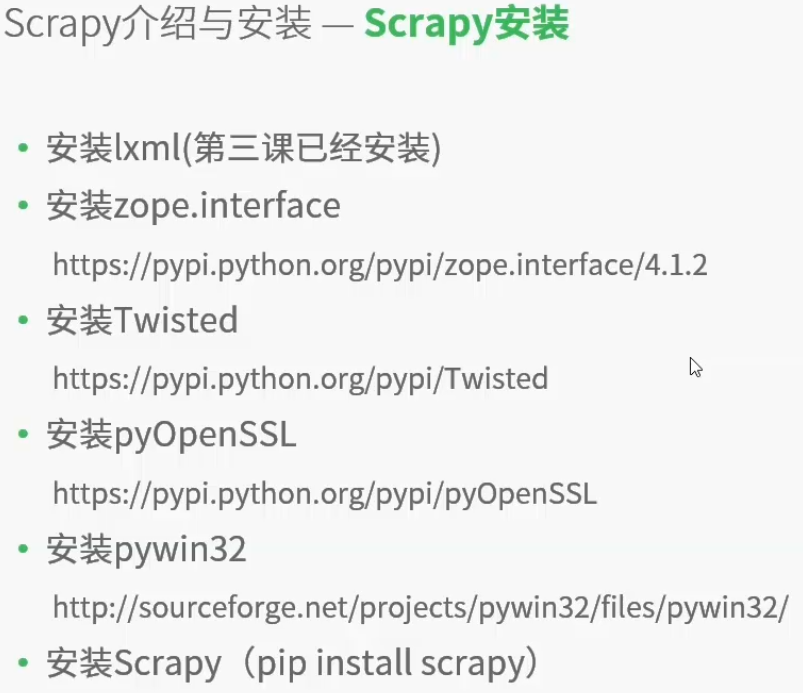 Scrapy介绍与安装 — Scrapy安装
• 安装lxml(第三课已经安装)
• 安装zope.interface
https://pypi.python.org/pypi/zope.interface/4.1.2
• 安装Twisted
https://pypi.python.org/pypi/Twisted
• 安装pyOpenSSL
https://pypi.python.org/pypi/pyOpenSSL
• 安装pywin32
http://sourceforge.net/projects/pywin32/files/pywin32/
• 安装Scrapy（pip install scrapy）